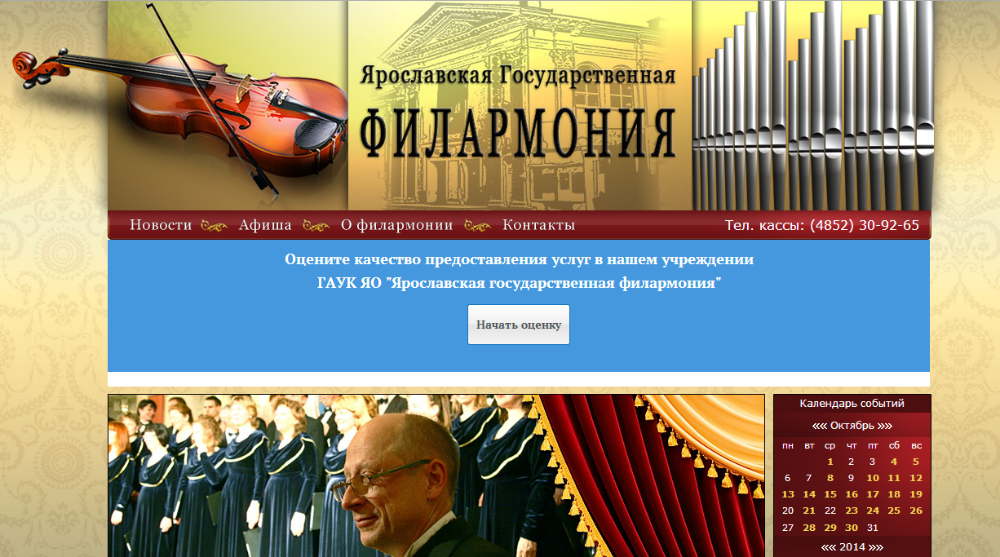 Ярославская Государственная
ФИЛАРМОНИЯ
Новости Афиша О филармонии Контакты Тел. кассы: (4852) 30-92-65
Оцените качество предоставления услуг в нашем учреждении
ГАУК ЯО "Ярославская государственная филармония"
Начать оценку
Календарь событий
«« Октябрь »»
пн вт ср чт пт сб вс
1 2 3 4 5
6 7 8 9 10 11 12
13 14 15 16 17 18 19
20 21 22 23 24 25 26
27 28 29 30 31
«« 2014 »»